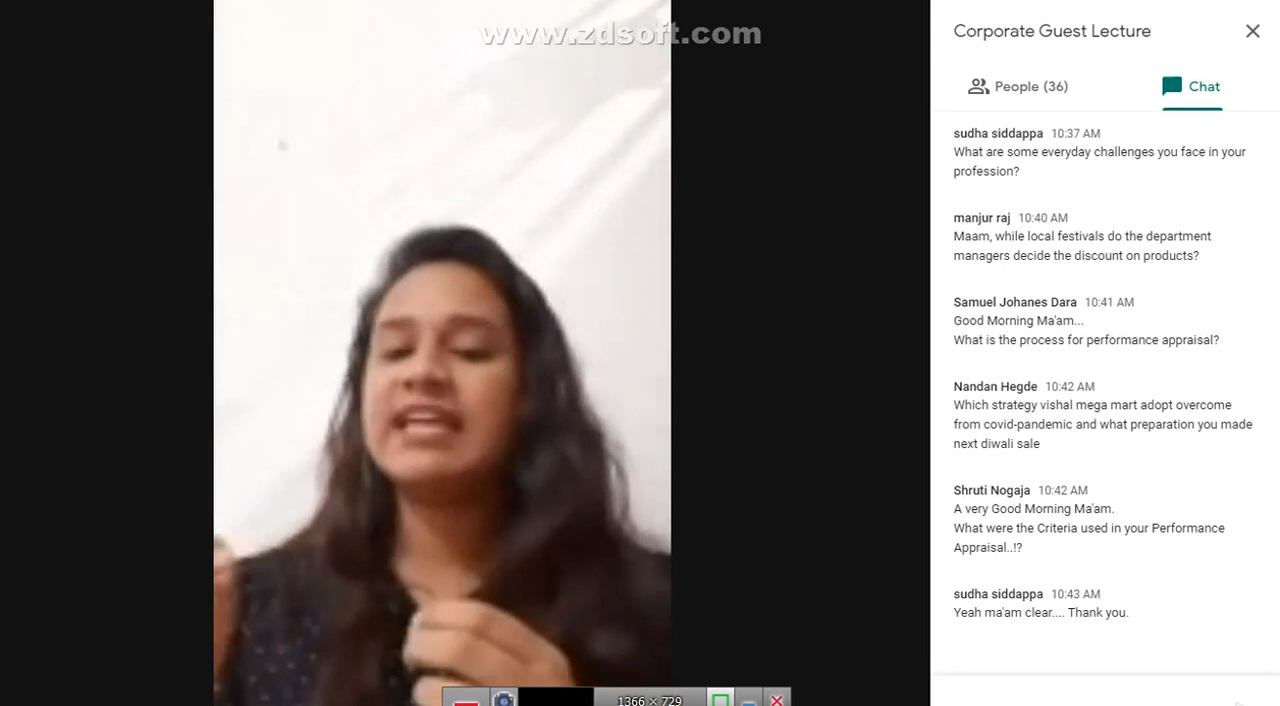 www.zdsoft.com
Corporate Guest Lecture
People (36)
Chat
sudha siddappa 10:37 AM
What are some everyday challenges you face in your
profession?
manjur raj 10:40 AM
Maam, while local festivals do the department
managers decide the discount on products?
Samuel Johanes Dara 10:41 AM
Good Morning Ma'am...
What is the process for performance appraisal?
Nandan Hegde 10:42 AM
Which strategy vishal mega mart adopt overcome
from covid-pandemic and what preparation you made
next diwali sale
Shruti Nogaja 10:42 AM
A very Good Morning Ma'am.
What were the Criteria used in your Performance
Appraisal..!?
sudha siddappa 10:43 AM
Yeah ma'am clear.... Thank you.
1366 × 729